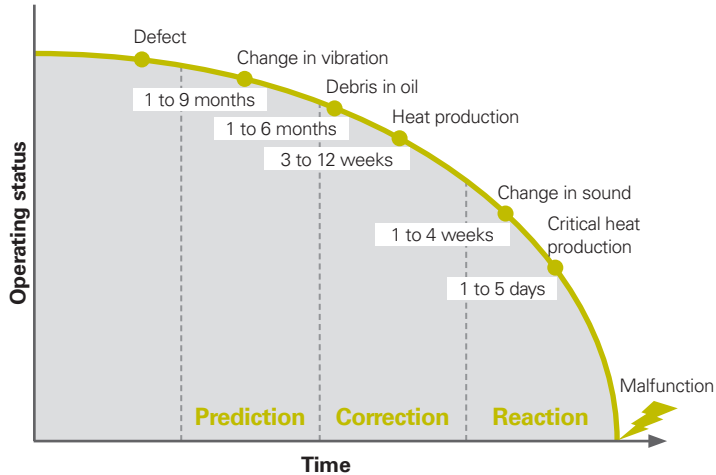 Defect
Change in vibration
1 to 9 months
Debris in oil
1 to 6 months
Heat production
3 to 12 weeks
Change in sound
1 to 4 weeks
Critical heat
production
1 to 5 days
Malfunction
Prediction
Correction
Reaction
Operating status
Time